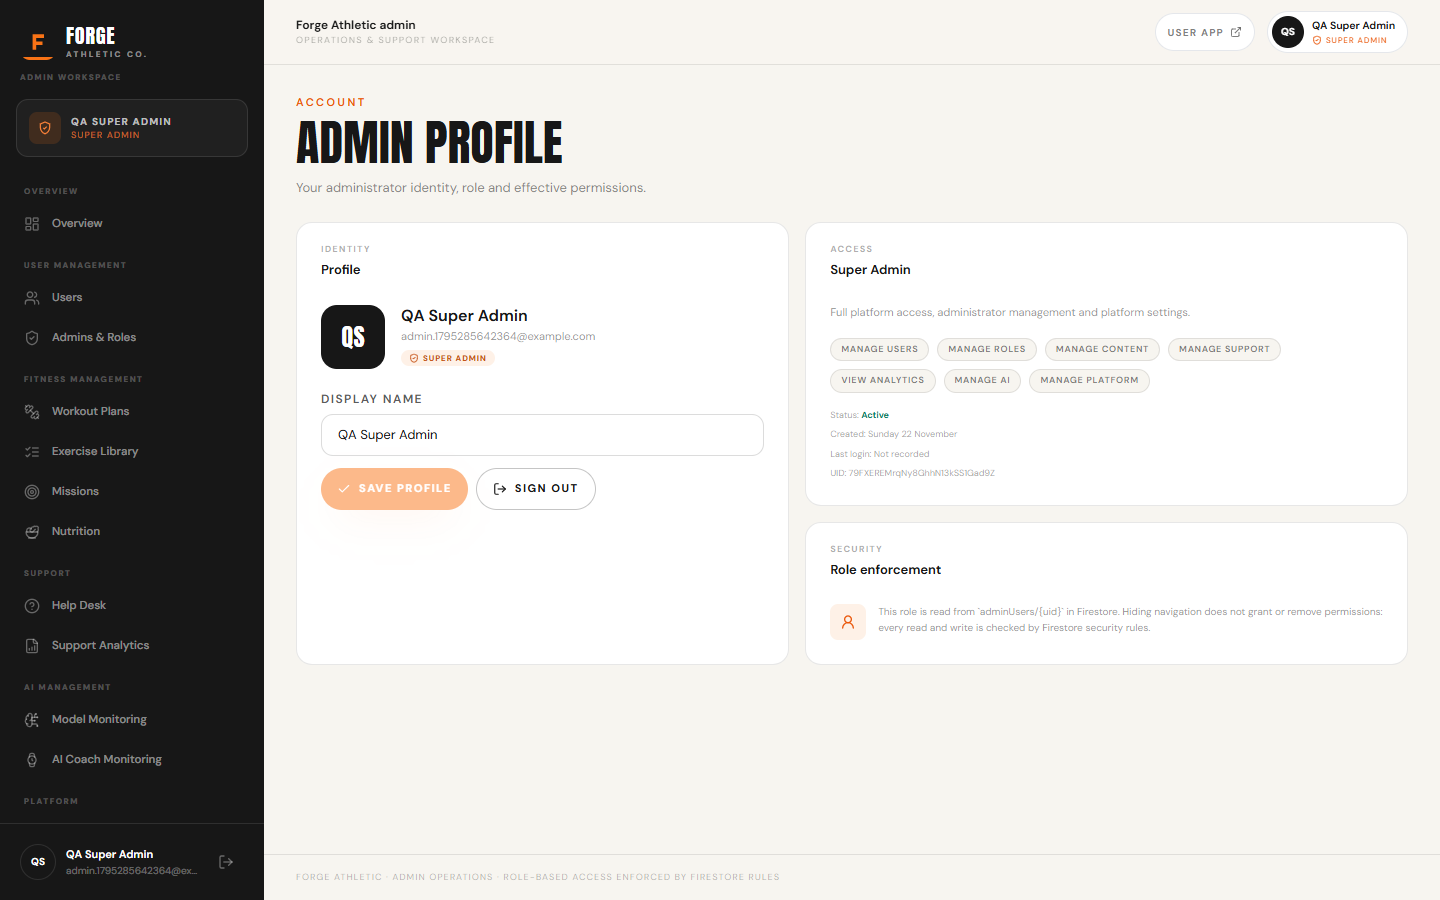 F
FORGE
ATHLETIC CO.
ADMIN WORKSPACE
QA SUPER ADMIN
SUPER ADMIN
OVERVIEW
Overview
USER MANAGEMENT
Users
Admins & Roles
FITNESS MANAGEMENT
Workout Plans
Exercise Library
Missions
Nutrition
SUPPORT
Help Desk
Support Analytics
AI MANAGEMENT
Model Monitoring
AI Coach Monitoring
PLATFORM
QS
QA Super Admin
admin.1795285642364@ex...
Forge Athletic admin
OPERATIONS & SUPPORT WORKSPACE
USER APP
QS
QA Super Admin
SUPER ADMIN
ACCOUNT
ADMIN PROFILE
Your administrator identity, role and effective permissions.
IDENTITY
Profile
QS
QA Super Admin
admin.1795285642364@example.com
SUPER ADMIN
DISPLAY NAME
QA Super Admin
SAVE PROFILE
SIGN OUT
ACCESS
Super Admin
Full platform access, administrator management and platform settings.
MANAGE USERS
MANAGE ROLES
MANAGE CONTENT
MANAGE SUPPORT
VIEW ANALYTICS
MANAGE AI
MANAGE PLATFORM
Status: Active
Created: Sunday 22 November
Last login: Not recorded
UID: 79FXEREMrqNy8GhhN13kSS1Gad9Z
SECURITY
Role enforcement
This role is read from `adminUsers/{uid}` in Firestore. Hiding navigation does not grant or remove permissions:
every read and write is checked by Firestore security rules.
FORGE ATHLETIC · ADMIN OPERATIONS · ROLE-BASED ACCESS ENFORCED BY FIRESTORE RULES